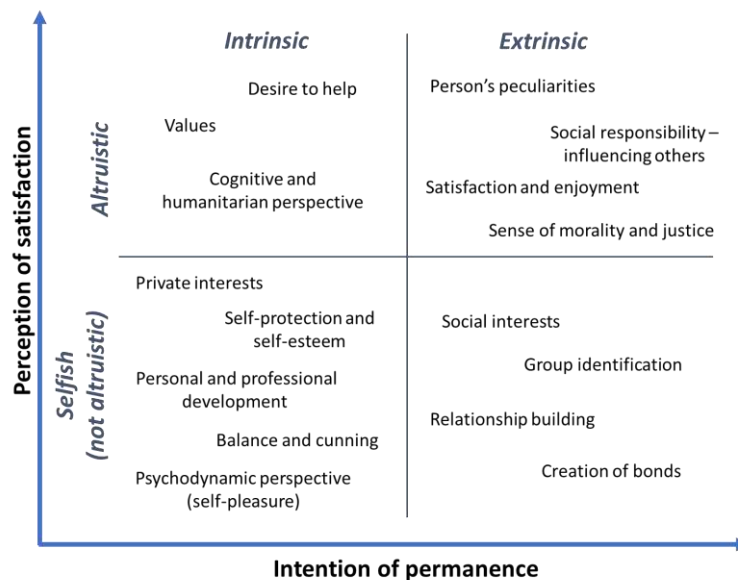 Intrinsic
Extrinsic
Perception of satisfaction
Altruistic
Desire to help
Values
Cognitive and
humanitarian perspective
Person's peculiarities
Social responsibility –
influencing others
Satisfaction and enjoyment
Sense of morality and justice
Selfish
(not altruistic)
Private interests
Self-protection and
self-esteem
Personal and professional
development
Balance and cunning
Psychodynamic perspective
(self-pleasure)
Social interests
Group identification
Relationship building
Creation of bonds
Intention of permanence